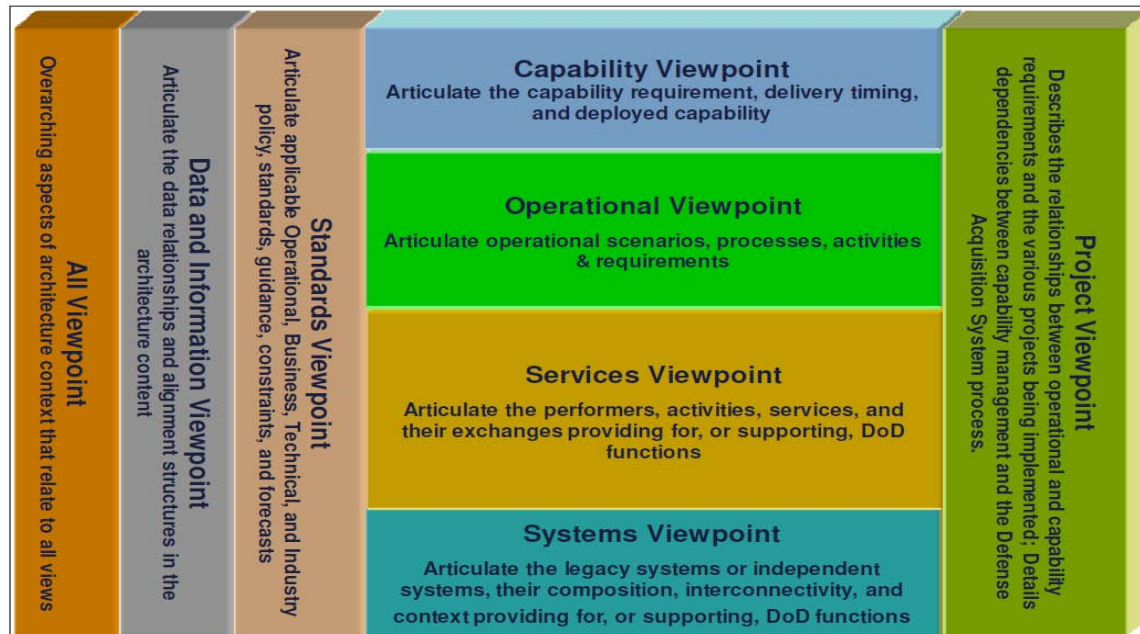 All Viewpoint
Overarching aspects of architecture context that relate to all views
Data and Information Viewpoint
Articulate the data relationships and alignment structures in the
architecture content
Standards Viewpoint
Articulate applicable Operational, Business, Technical, and Industry
policy, standards, guidance, constraints, and forecasts
Capability Viewpoint
Articulate the capability requirement, delivery timing,
and deployed capability
Operational Viewpoint
Articulate operational scenarios, processes, activities
& requirements
Services Viewpoint
Articulate the performers, activities, services, and
their exchanges providing for, or supporting, DoD
functions
Systems Viewpoint
Articulate the legacy systems or independent
systems, their composition, interconnectivity, and
context providing for, or supporting, DoD functions
Project Viewpoint
Describes the relationships between operational and capability
requirements and the various projects being implemented; Details
dependencies between capability management and the Defense
Acquisition System process.